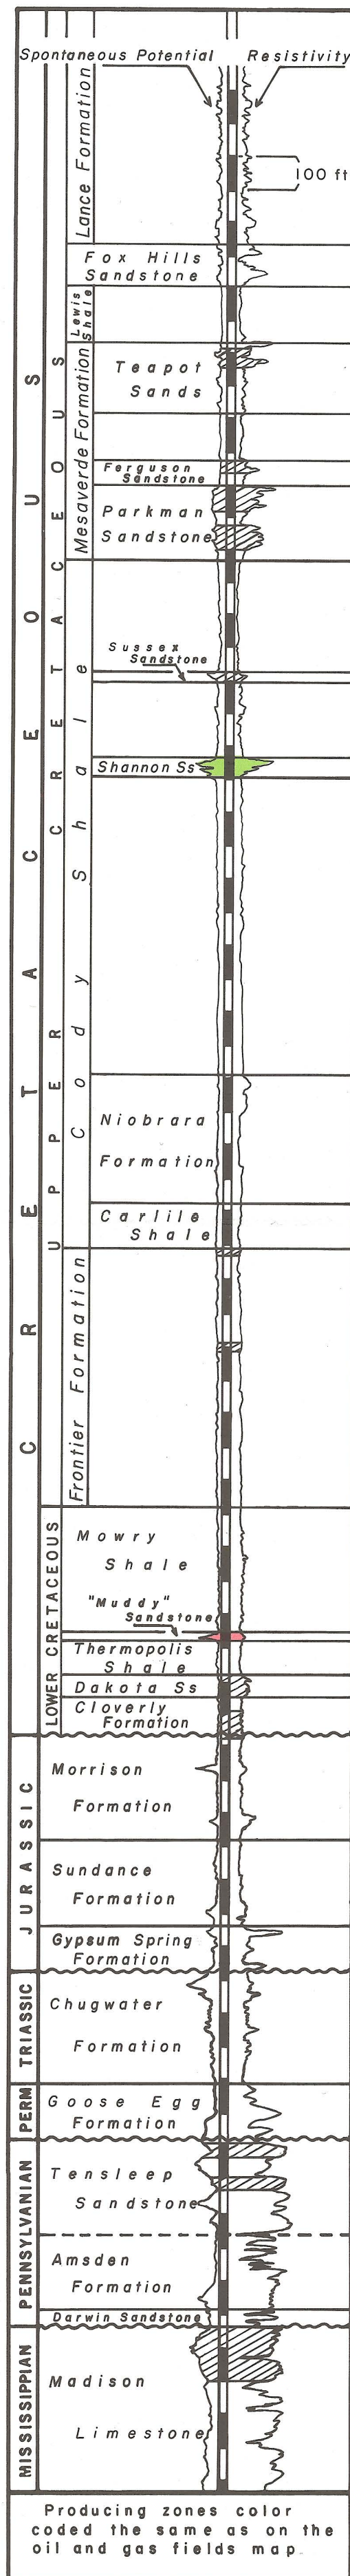 Spontaneous Potential
Resistivity
100 ft
CRETACEOUS
UPPER CRETACEOUS
Lance Formation
Fox Hills
Sandstone
Lewis
Shale
Mesaverde Formation
Teapot
Sands
Ferguson
Sandstone
Parkman
Sandstone
Cody Shale
Sussex
Sandstone
Shannon Ss
Niobrara
Formation
Carlile
Shale
Frontier Formation
LOWER CRETACEOUS
Mowry
Shale
"Muddy"
Sandstone
Thermopolis
Shale
Dakota Ss
Cloverly
Formation
JURASSIC
Morrison
Formation
Sundance
Formation
Gypsum Spring
Formation
TRIASSIC
Chugwater
Formation
PERM
Goose Egg
Formation
PENNSYLVANIAN
Tensleep
Sandstone
Amsden
Formation
Darwin Sandstone
MISSISSIPPIAN
Madison
Limestone
Producing zones color
coded the same as on the
oil and gas fields map